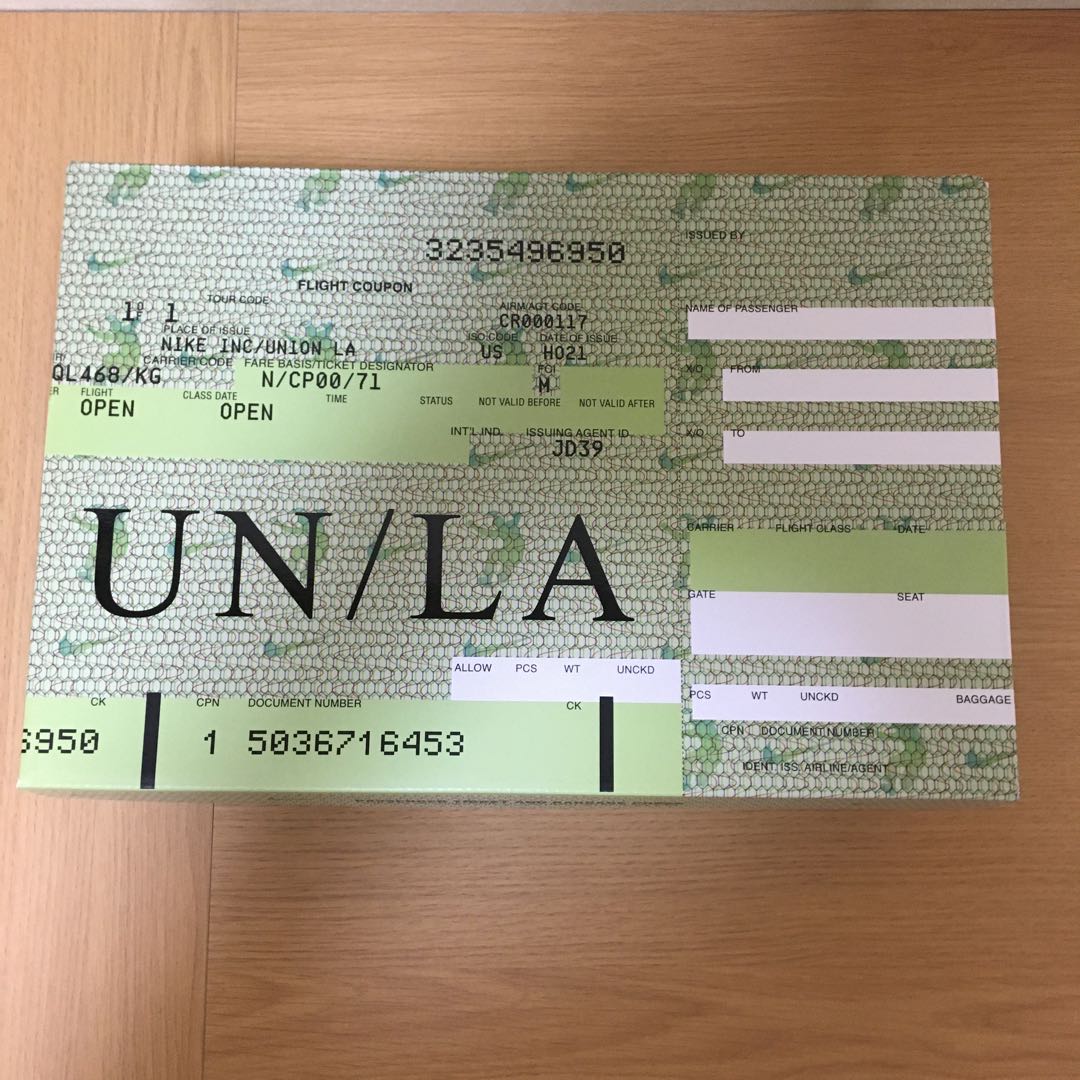 3235496950
ISSUED BY
FLIGHT COUPON
TOUR CODE
1 OF 1
AIRM/AGT CODE
CR000117
NAME OF PASSENGER
PLACE OF ISSUE
NIKE INC/UNION LA
ISO CODE DATE OF ISSUE
US HO21
CARRIER CODE FARE BASIS/TICKET DESIGNATOR
QL468/KG N/CP00/71
FOI
M
X/O FROM
FLIGHT CLASS DATE TIME STATUS NOT VALID BEFORE NOT VALID AFTER
OPEN OPEN
INT'L IND. ISSUING AGENT ID.
JD39
X/O TO
UN/LA
CARRIER FLIGHT CLASS DATE
GATE SEAT
ALLOW PCS WT UNCKD
PCS WT UNCKD BAGGAGE
CK CPN DOCUMENT NUMBER CK
6950 1 5036716453
CPN DOCUMENT NUMBER
IDENT. ISS. AIRLINE/AGENT